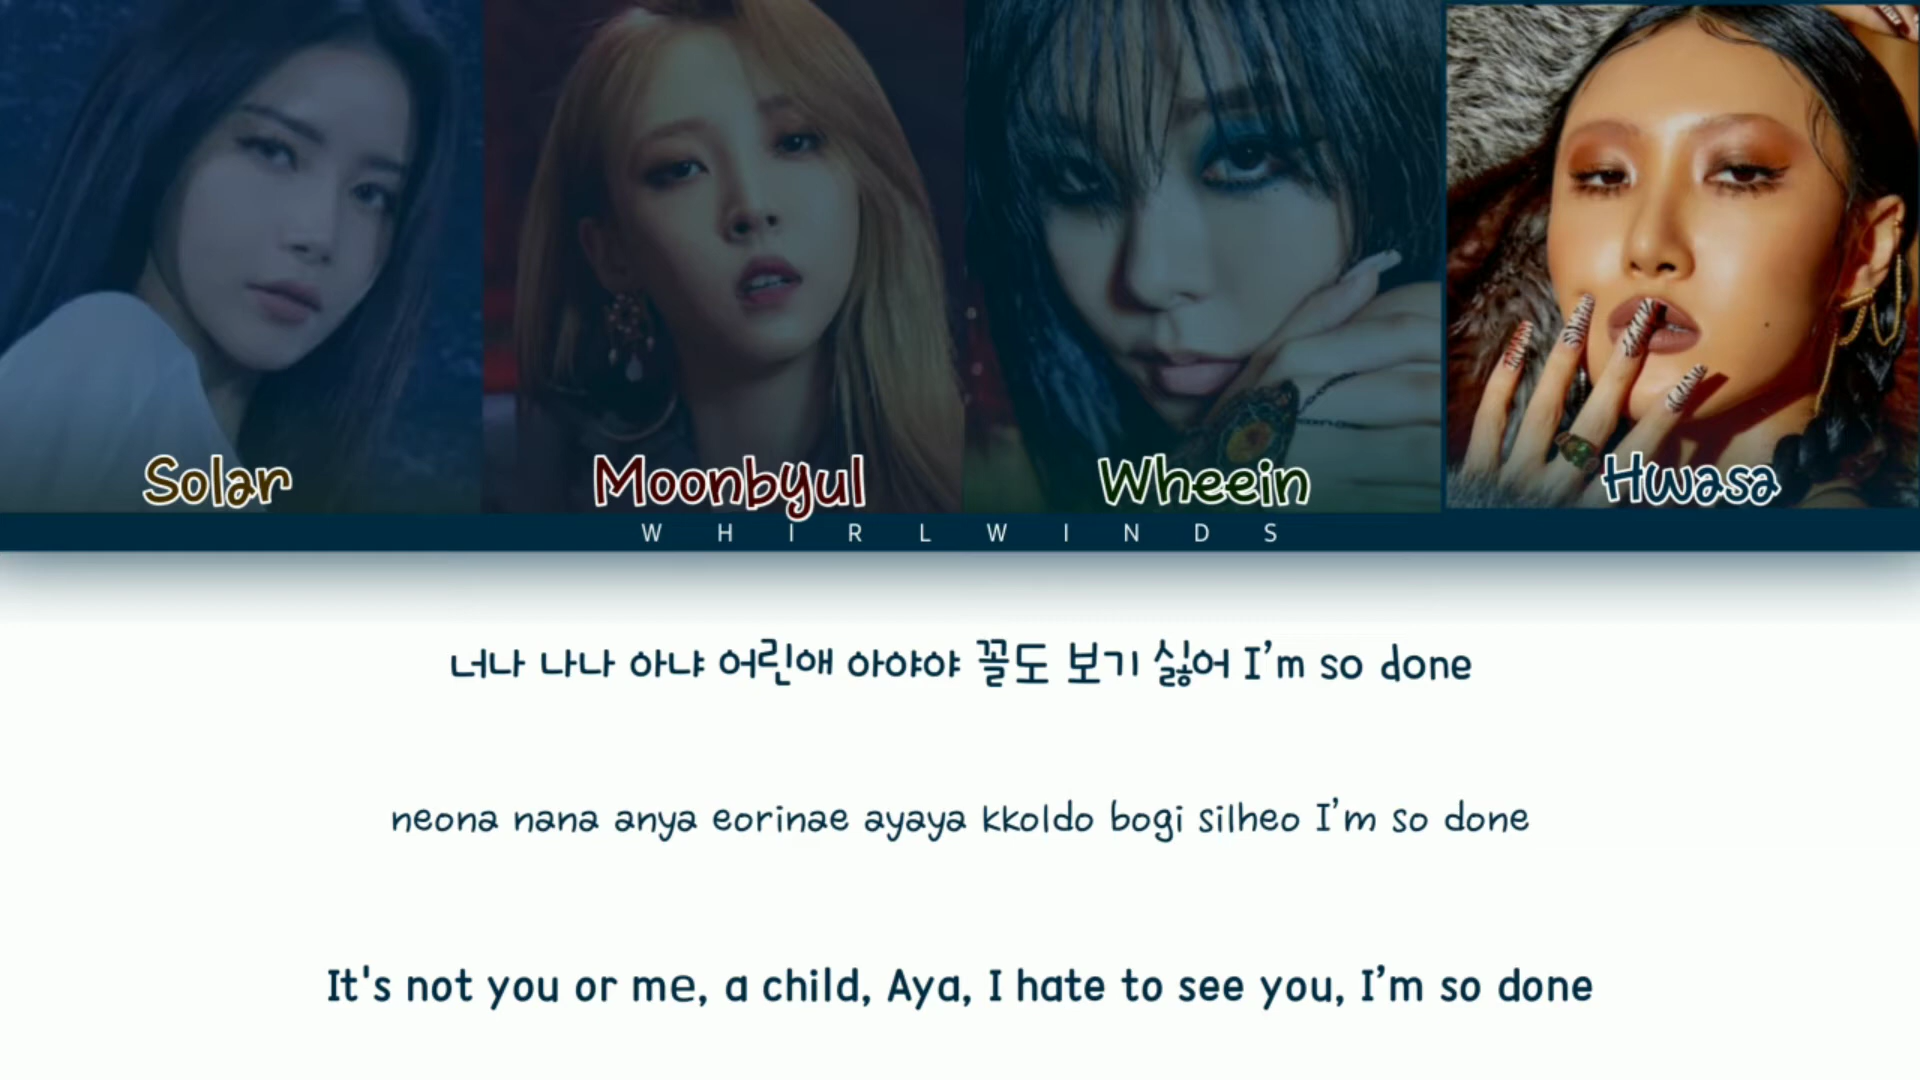 Solar
Moonbyul
Wheein
Hwasa
WHIRLWINDS
너나 나나 아냐 어린애 아야야 꼴도 보기 싫어 I'm so done
neona nana anya eorinae ayaya kkoldo bogi silheo I'm so done
It's not you or me, a child, Aya, I hate to see you, I'm so done